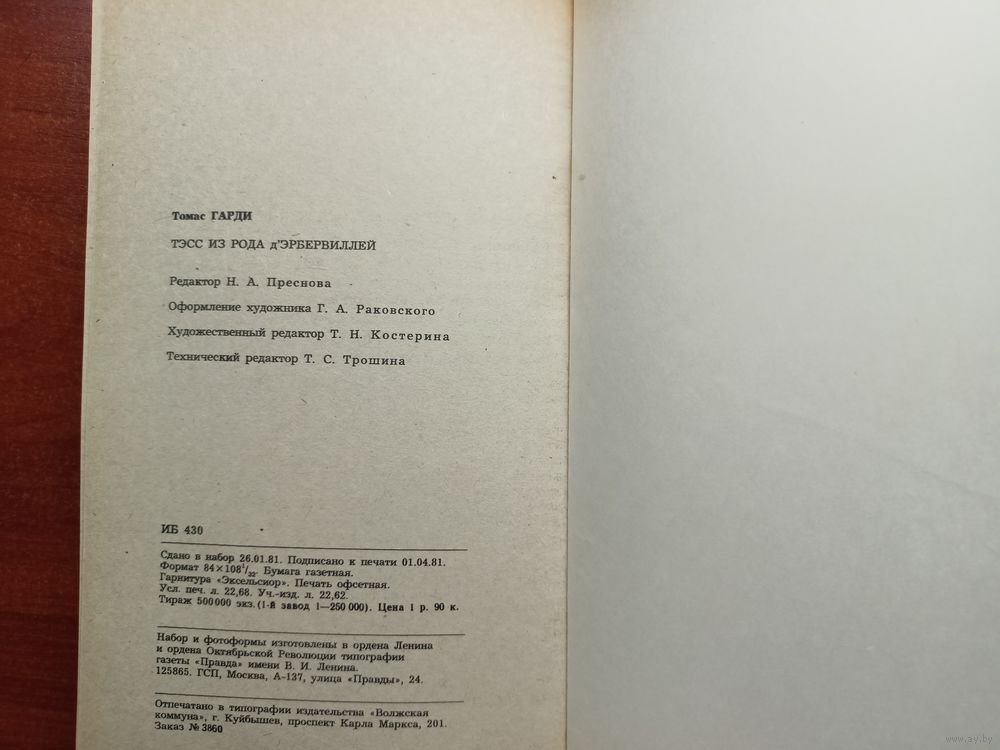 Томас ГАРДИ
ТЭСС ИЗ РОДА д'ЭРБЕРВИЛЛЕЙ
Редактор Н. А. Преснова
Оформление художника Г. А. Раковского
Художественный редактор Т. Н. Костерина
Технический редактор Т. С. Трошина
ИБ 430
Сдано в набор 26.01.81. Подписано к печати 01.04.81.
Формат 84×108¹/₃₂. Бумага газетная.
Гарнитура «Эксельсиор». Печать офсетная.
Усл. печ. л. 22,68. Уч.-изд. л. 22,62.
Тираж 500000 экз. (1-й завод 1—250 000). Цена 1 р. 90 к.
Набор и фотоформы изготовлены в ордена Ленина
и ордена Октябрьской Революции типографии
газеты «Правда» имени В. И. Ленина.
125865. ГСП, Москва, А-137, улица «Правды», 24.
Отпечатано в типографии издательства «Волжская
коммуна», г. Куйбышев, проспект Карла Маркса, 201.
Заказ № 3860
www.ay.by